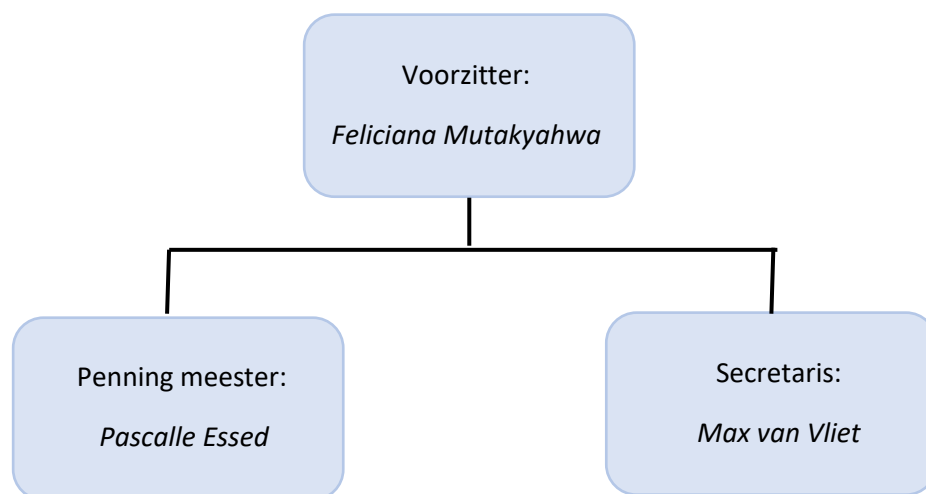 Voorzitter:
Feliciana Mutakyahwa
Penning meester:
Pascalle Essed
Secretaris:
Max van Vliet